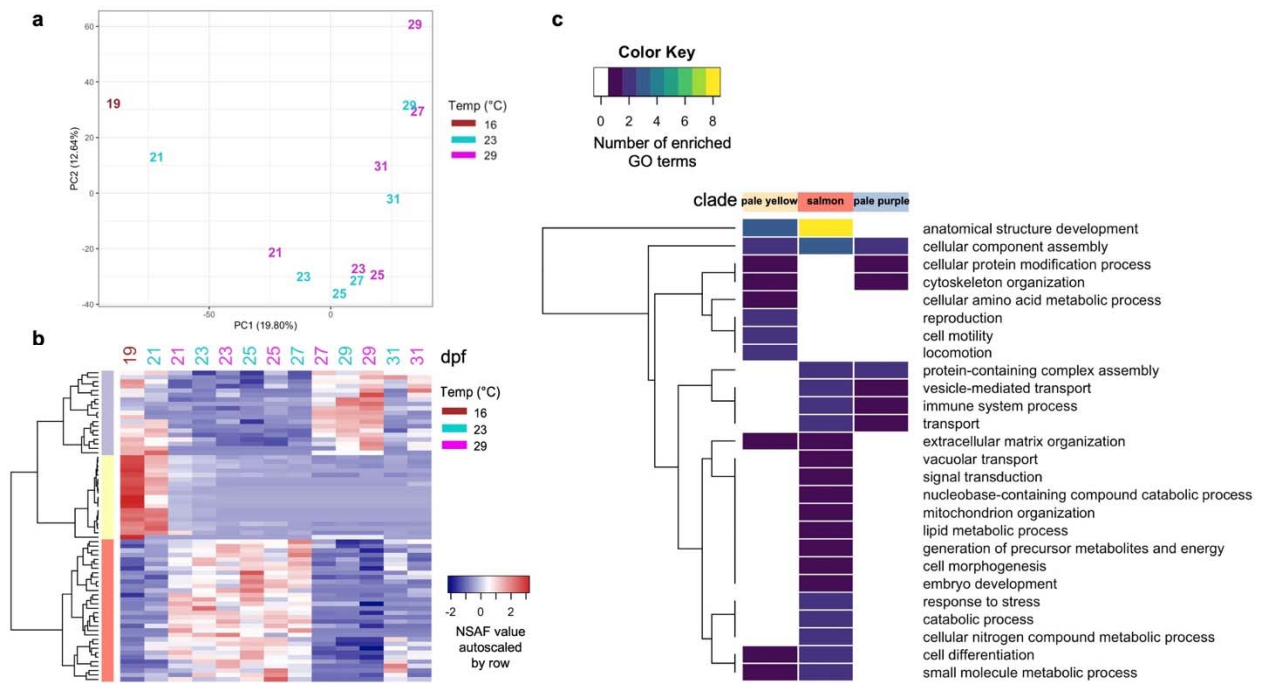 a
60
40
20
0
-20
-40
PC2 (12.64%)
-50
0
PC1 (19.80%)
19
21
21
23
25
27
23
29
31
31
29
27
29
25
Temp (°C)
16
23
29
b
19 21 21 23 23 25 25 27 27 29 29 31 31
dpf
Temp (°C)
16
23
29
-2 0 2
NSAF value
autoscaled
by row
c
Color Key
0 2 4 6 8
Number of enriched
GO terms
clade pale yellow salmon pale purple
anatomical structure development
cellular component assembly
cellular protein modification process
cytoskeleton organization
cellular amino acid metabolic process
reproduction
cell motility
locomotion
protein-containing complex assembly
vesicle-mediated transport
immune system process
transport
extracellular matrix organization
vacuolar transport
signal transduction
nucleobase-containing compound catabolic process
mitochondrion organization
lipid metabolic process
generation of precursor metabolites and energy
cell morphogenesis
embryo development
response to stress
catabolic process
cellular nitrogen compound metabolic process
cell differentiation
small molecule metabolic process